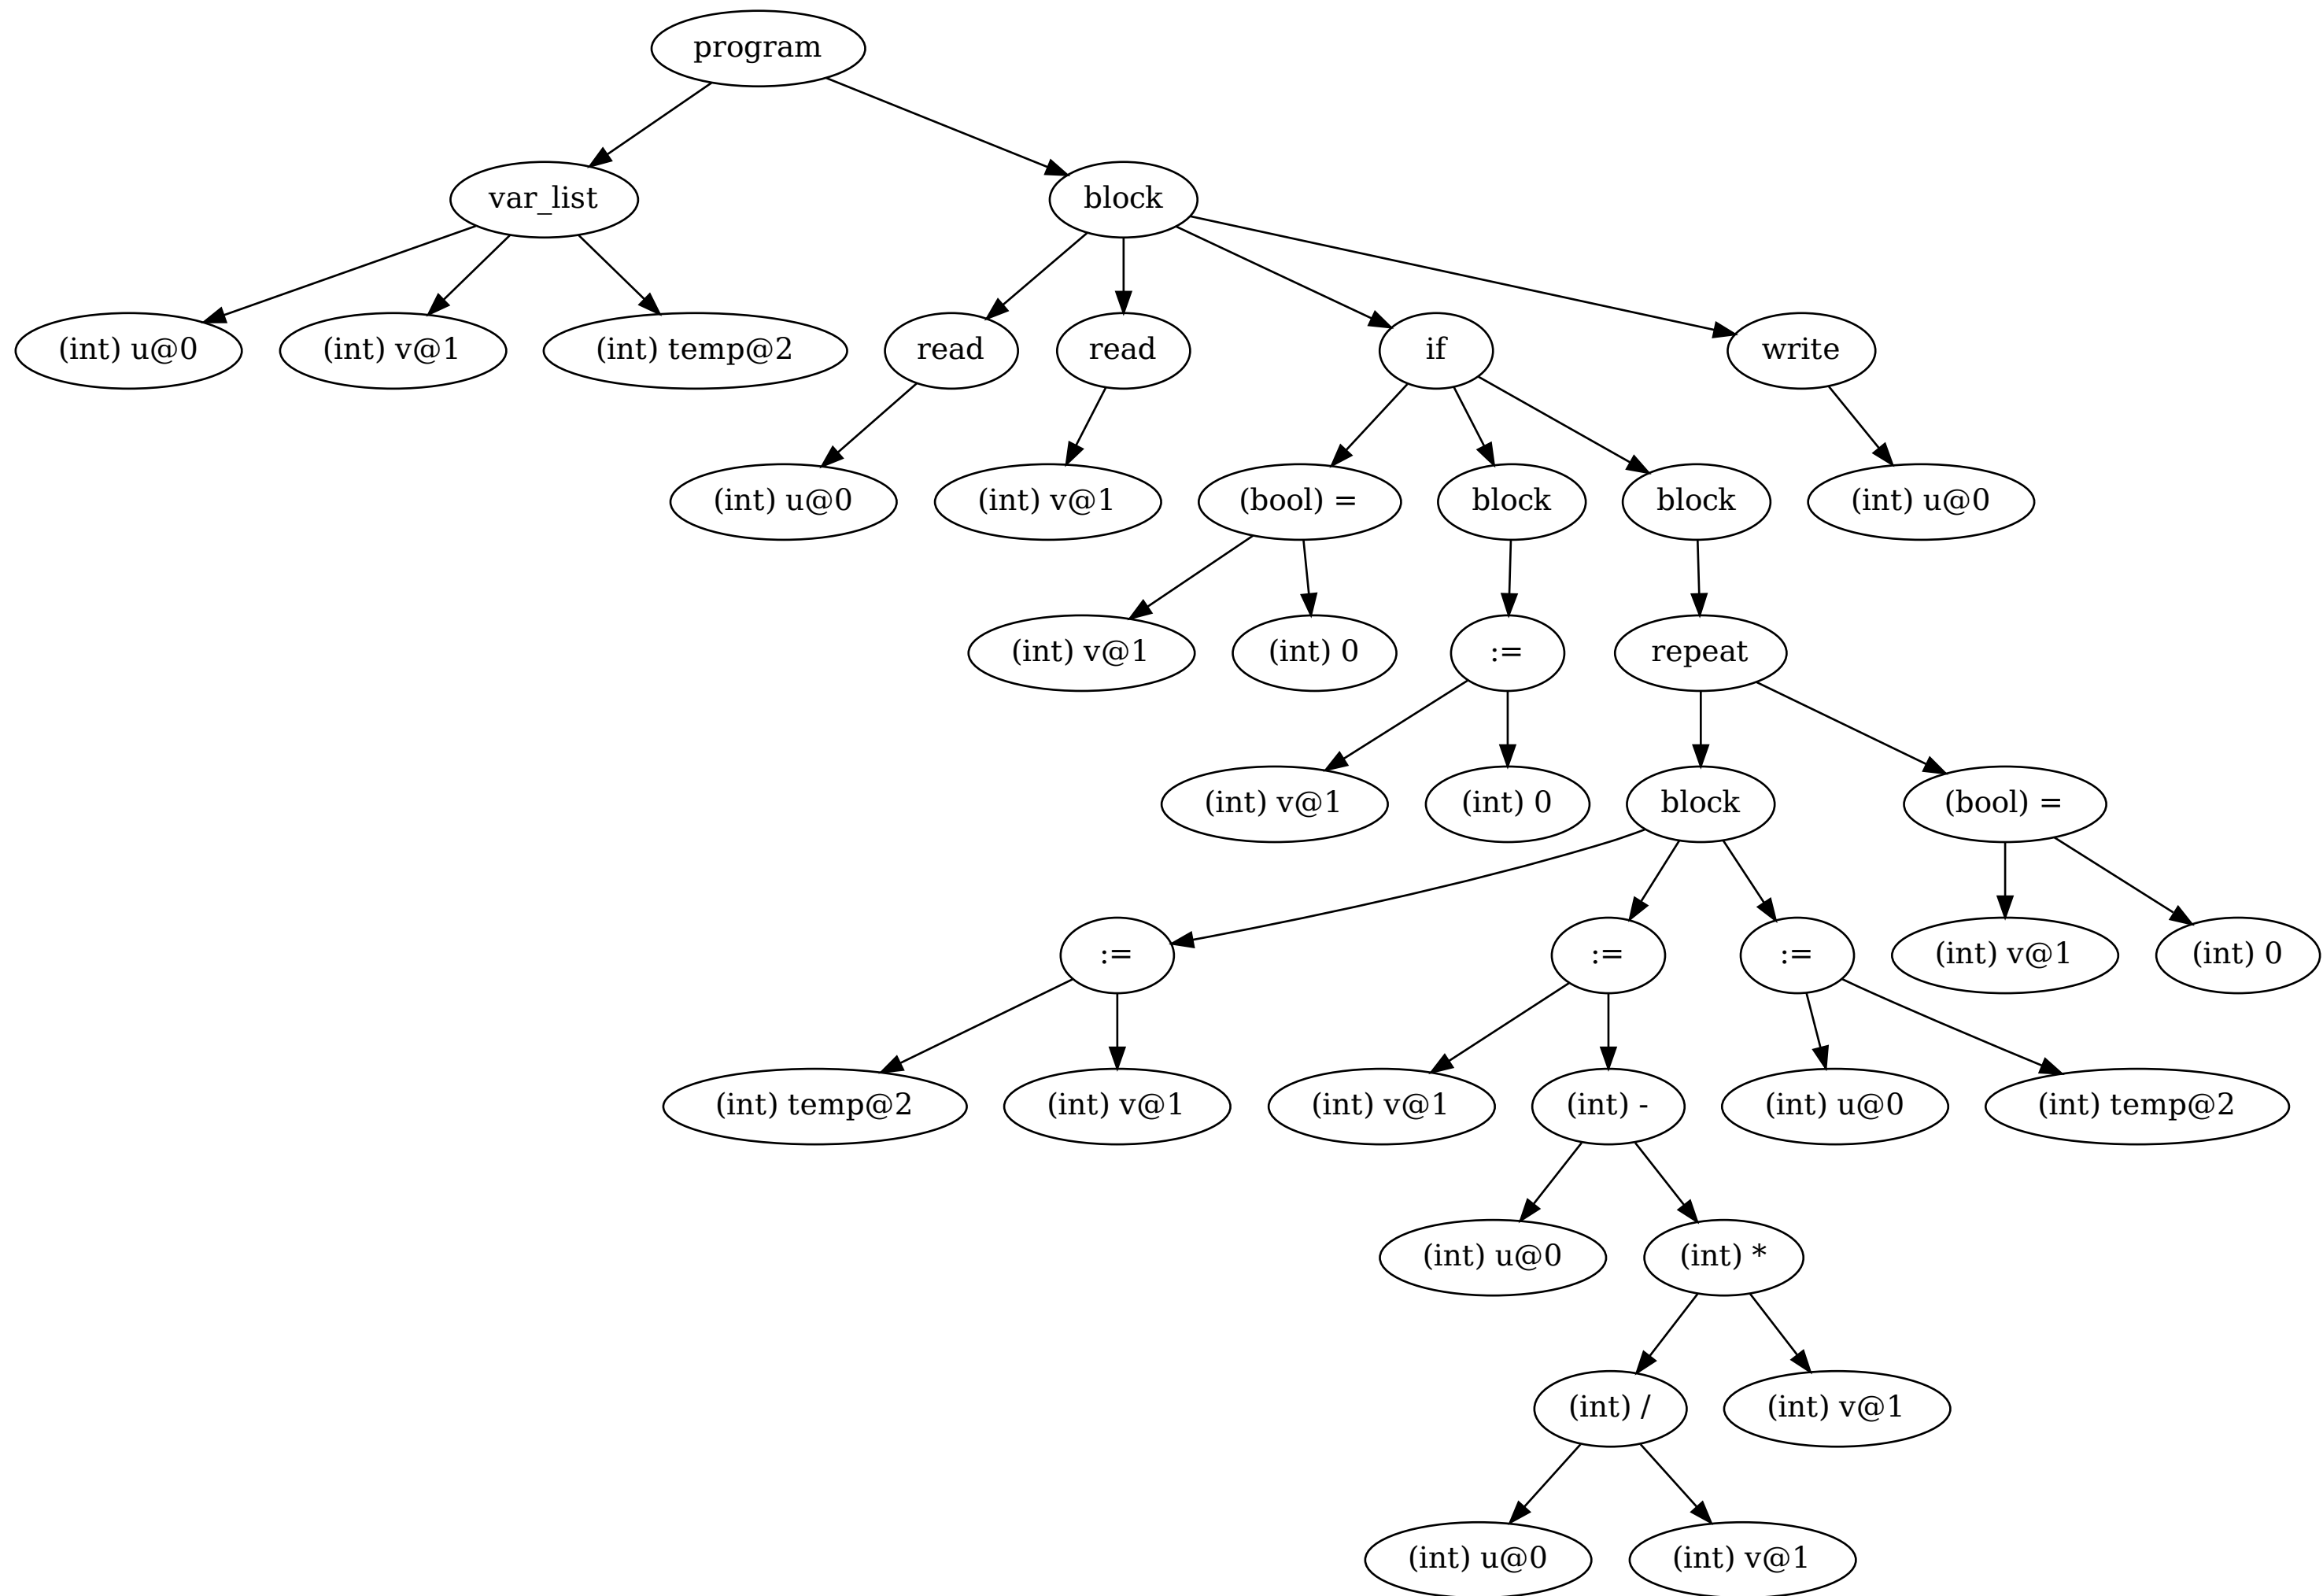 program
var_list
block
(int) u@0
(int) v@1
(int) temp@2
read
read
if
write
(int) u@0
(int) v@1
(bool) =
block
block
(int) u@0
(int) v@1
(int) 0
:=
repeat
(int) v@1
(int) 0
block
(bool) =
:=
:=
:=
(int) v@1
(int) 0
(int) temp@2
(int) v@1
(int) v@1
(int) -
(int) u@0
(int) temp@2
(int) u@0
(int) *
(int) /
(int) v@1
(int) u@0
(int) v@1